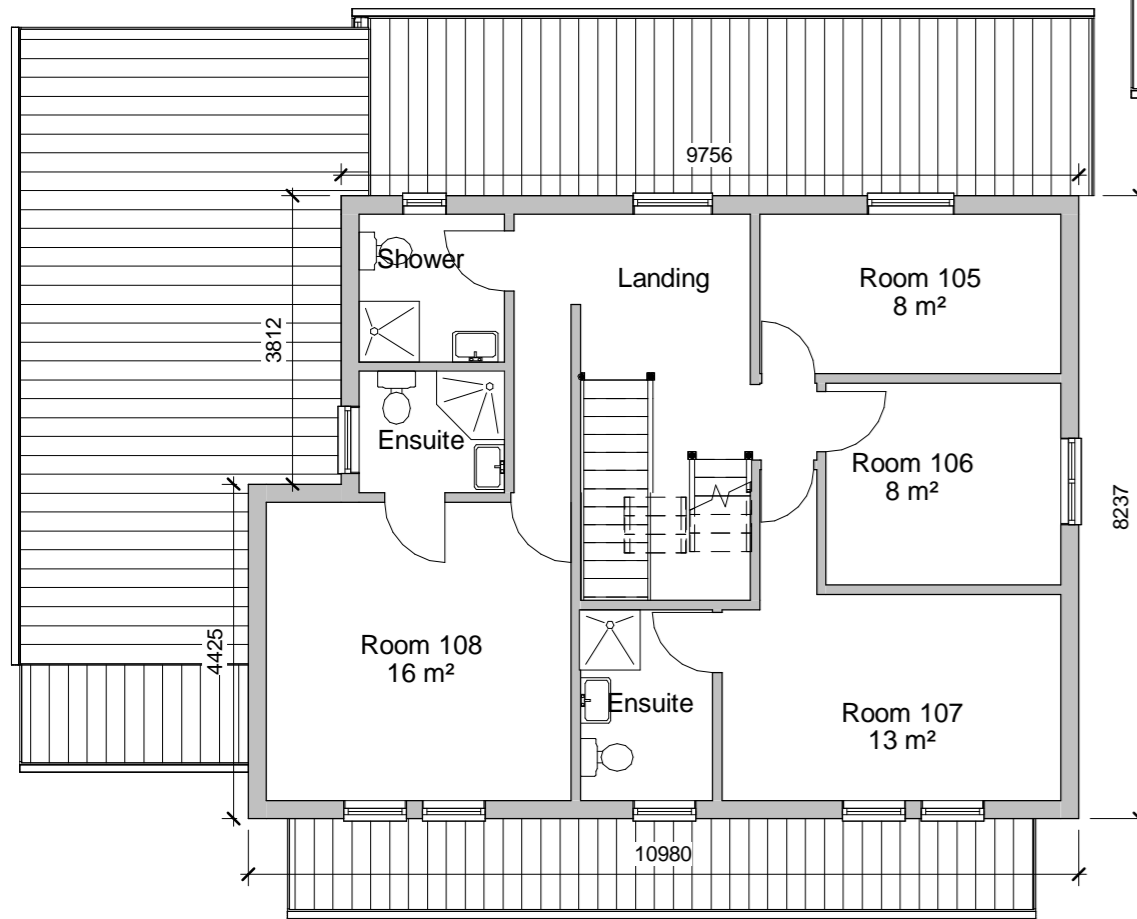 9756
Shower
Landing
Room 105
8 m²
3812
Ensuite
Room 106
8 m²
8237
4425
Room 108
16 m²
Ensuite
Room 107
13 m²
10980